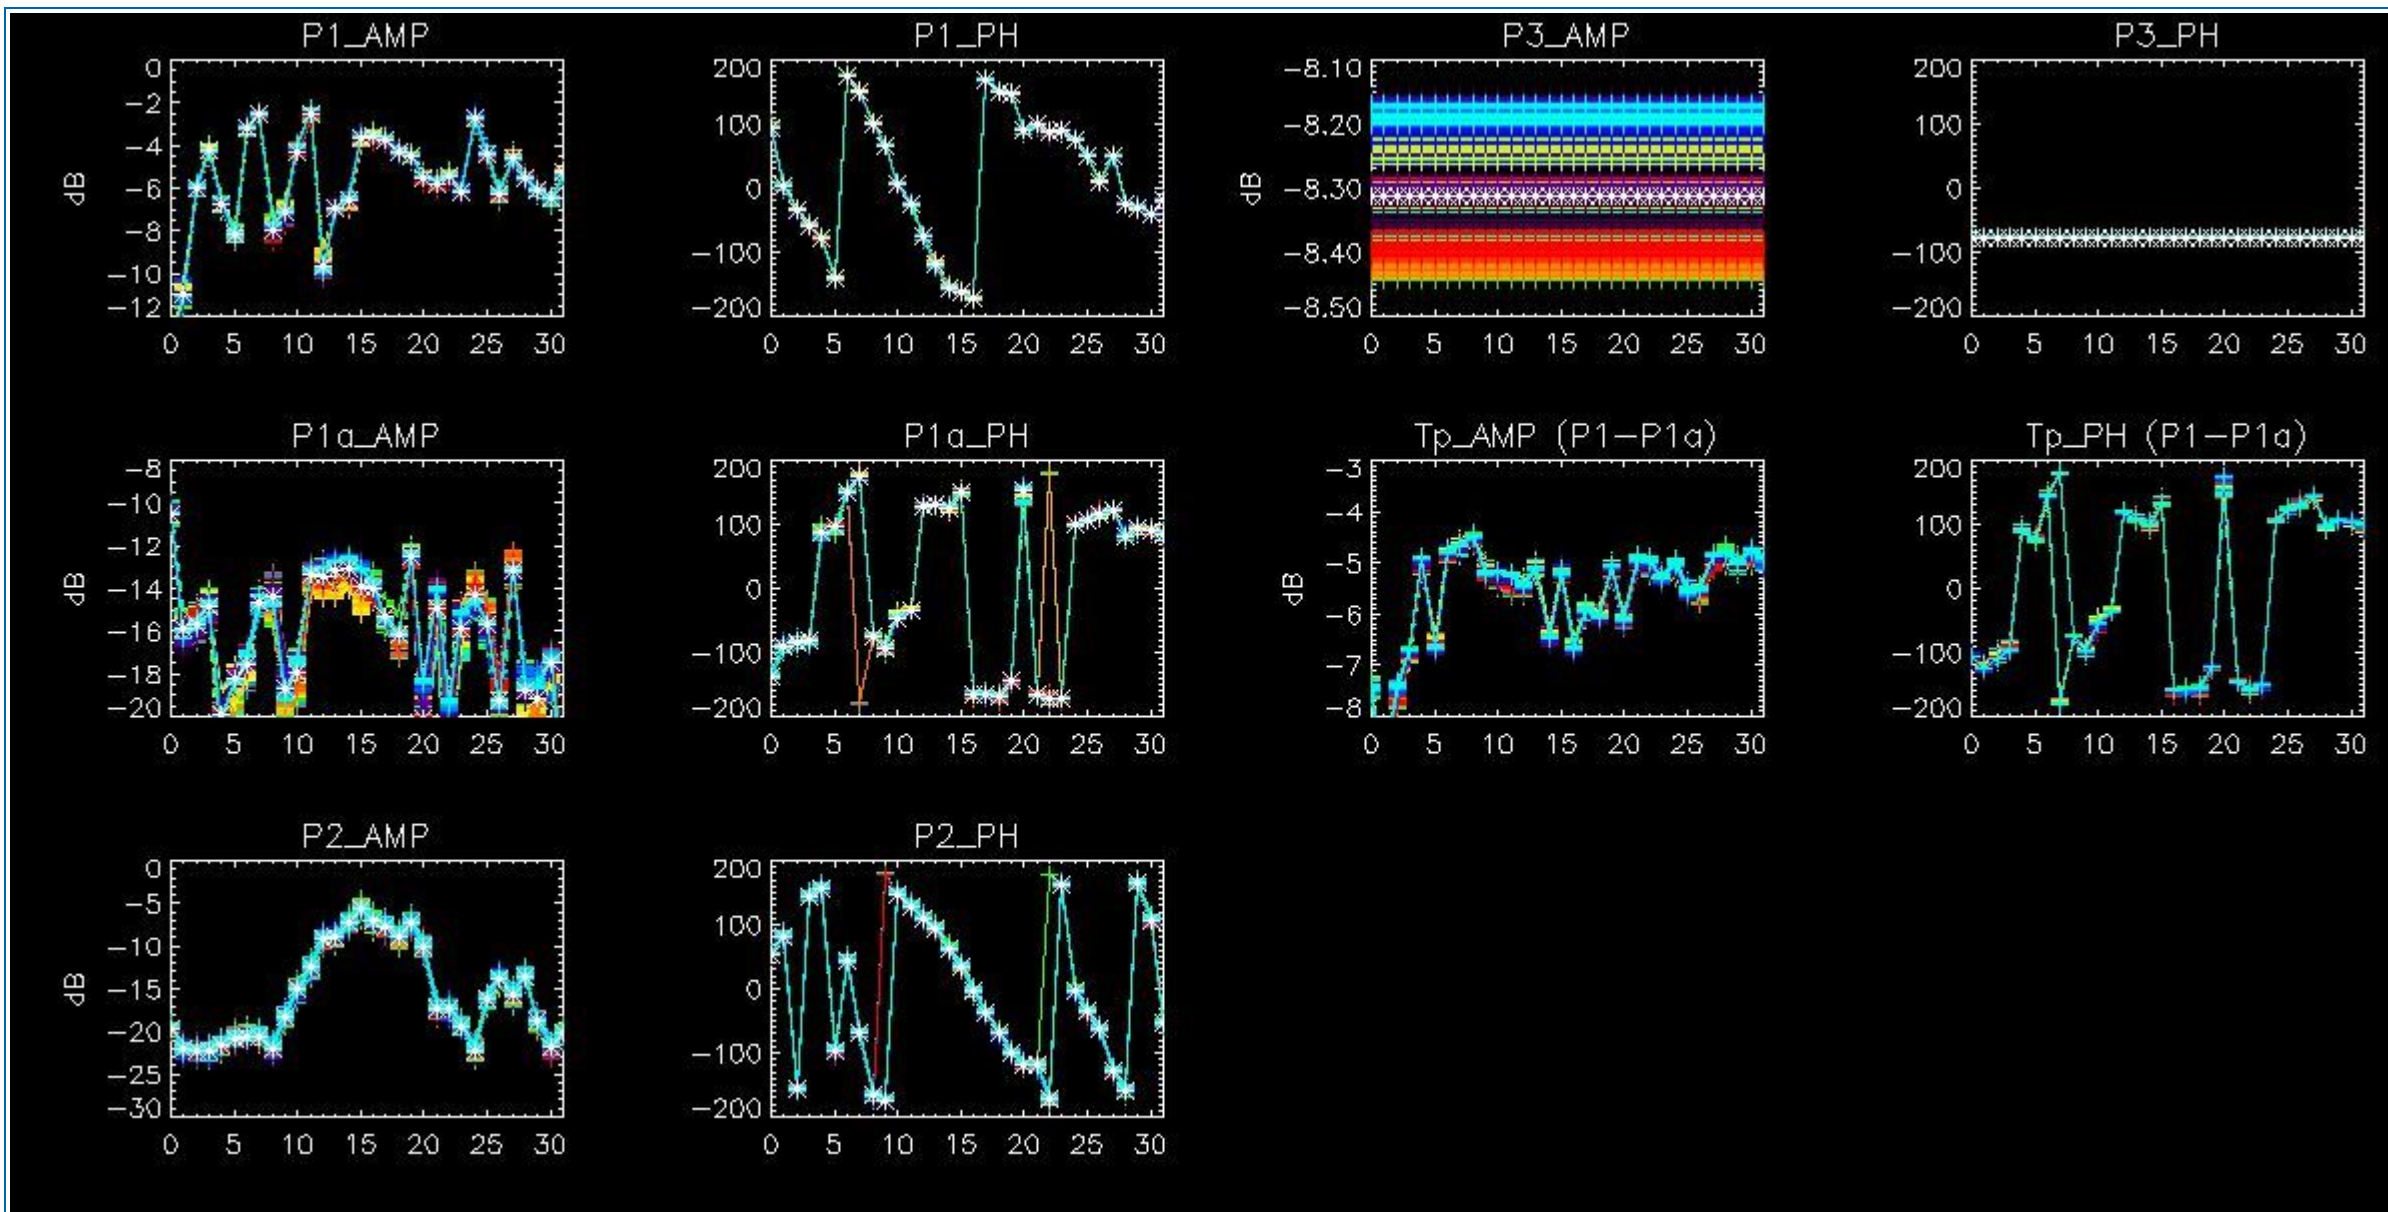 P1_AMP
P1_PH
P3_AMP
P3_PH
0
−2
−4
−6
−8
−10
−12
dB
0 5 10 15 20 25 30
200
100
0
−100
−200
0 5 10 15 20 25 30
−8.10
−8.20
−8.30
−8.40
−8.50
dB
0 5 10 15 20 25 30
200
100
0
−100
−200
0 5 10 15 20 25 30
P1a_AMP
P1a_PH
Tp_AMP (P1−P1a)
Tp_PH (P1−P1a)
−8
−10
−12
−14
−16
−18
−20
dB
0 5 10 15 20 25 30
200
100
0
−100
−200
0 5 10 15 20 25 30
−3
−4
−5
−6
−7
−8
dB
0 5 10 15 20 25 30
200
100
0
−100
−200
0 5 10 15 20 25 30
P2_AMP
P2_PH
0
−5
−10
−15
−20
−25
−30
dB
0 5 10 15 20 25 30
200
100
0
−100
−200
0 5 10 15 20 25 30